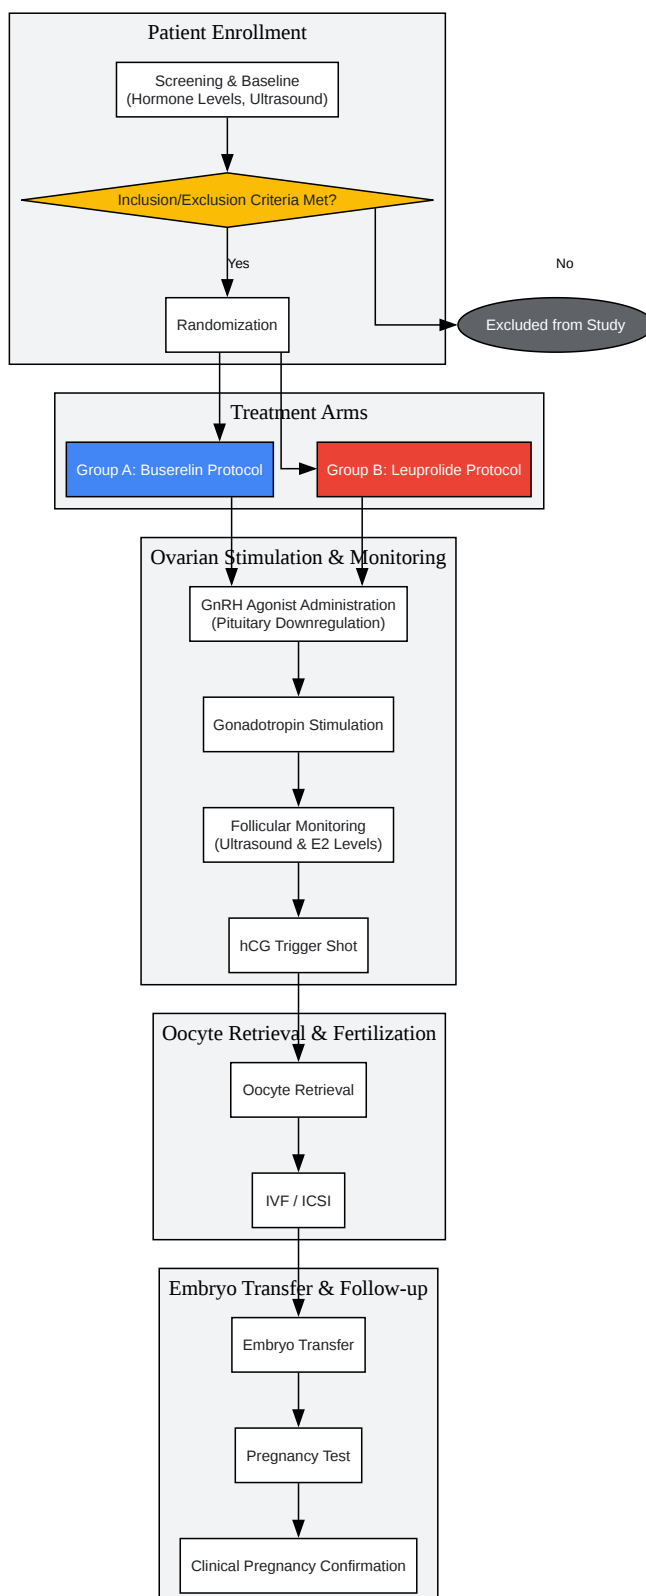 Patient Enrollment
Screening & Baseline
(Hormone Levels, Ultrasound)
Inclusion/Exclusion Criteria Met?
Yes
No
Randomization
Excluded from Study
Treatment Arms
Group A: Buserelin Protocol
Group B: Leuprolide Protocol
Ovarian Stimulation & Monitoring
GnRH Agonist Administration
(Pituitary Downregulation)
Gonadotropin Stimulation
Follicular Monitoring
(Ultrasound & E2 Levels)
hCG Trigger Shot
Oocyte Retrieval & Fertilization
Oocyte Retrieval
IVF / ICSI
Embryo Transfer & Follow-up
Embryo Transfer
Pregnancy Test
Clinical Pregnancy Confirmation